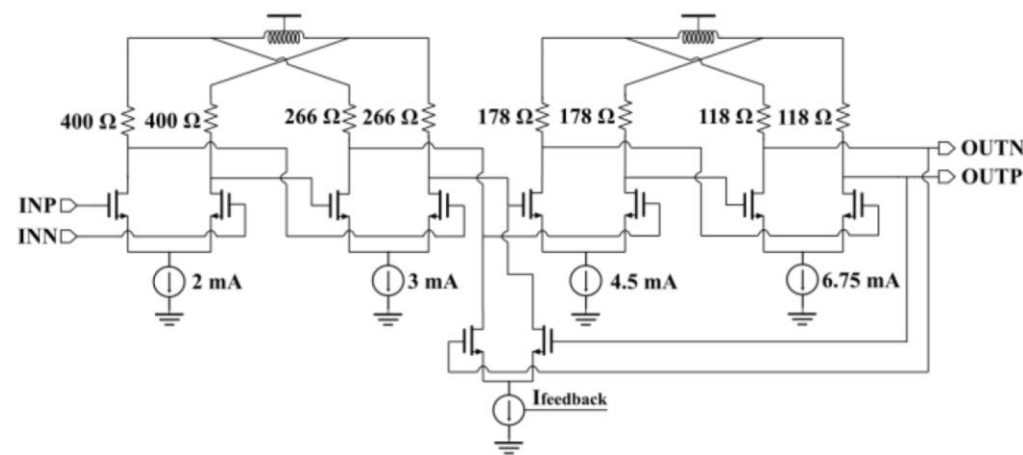 400 Ω 400 Ω 266 Ω 266 Ω 178 Ω 178 Ω 118 Ω 118 Ω
OUTN
OUTP
INP
INN
2 mA 3 mA 4.5 mA 6.75 mA
Ifeedback